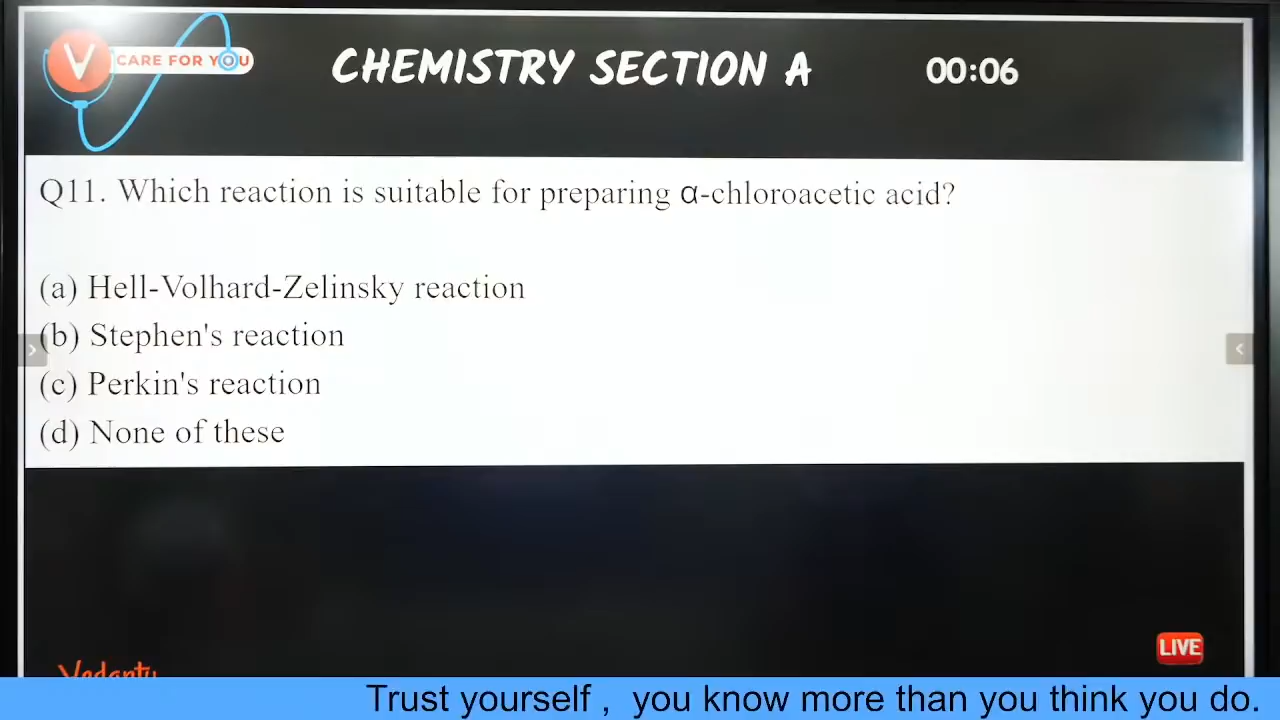 V CARE FOR YOU
CHEMISTRY SECTION A
00:06
Q11. Which reaction is suitable for preparing α-chloroacetic acid?
(a) Hell-Volhard-Zelinsky reaction
(b) Stephen's reaction
(c) Perkin's reaction
(d) None of these
LIVE
Trust yourself , you know more than you think you do.